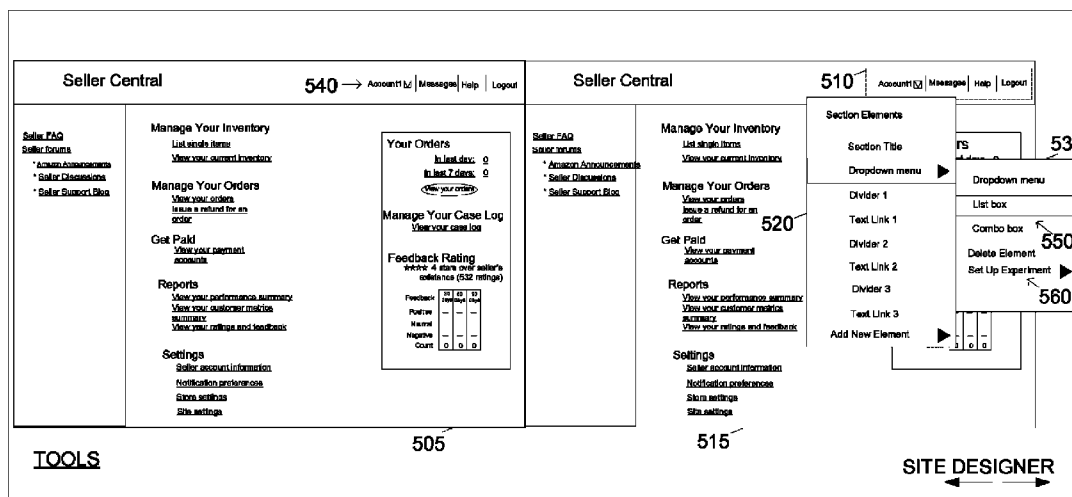 Seller Central
540 → Account1 | Messages | Help | Logout
Seller FAQ
Seller forums
* Amazon Announcements
* Seller Discussions
* Seller Support Blog
Manage Your Inventory
List single items
View your current inventory
Manage Your Orders
View your orders
Issue a refund for an
order
Get Paid
View your payment
accounts
Reports
View your performance summary
View your customer metrics
summary
View your ratings and feedback
Settings
Seller account information
Notification preferences
Store settings
Site settings
Your Orders
In last day: 0
In last 7 days: 0
View your orders
Manage Your Case Log
View your case log
Feedback Rating
★★★★ 4 stars over seller's
existence (532 ratings)
Feedback 30 days 60 days 90 days
Positive – – –
Neutral
Negative – – –
Count 0 0 0
505
Seller Central
510 Account1 | Messages | Help | Logout
Seller FAQ
Seller forums
* Amazon Announcements
* Seller Discussions
* Seller Support Blog
Manage Your Inventory
List single items
View your current inventory
Manage Your Orders
View your orders
Issue a refund for an
order
Get Paid
View your payment
accounts
Reports
View your performance summary
View your customer metrics
summary
View your ratings and feedback
Settings
Seller account information
Notification preferences
Store settings
Site settings
515
520
Section Elements
Section Title
Dropdown menu
Divider 1
Text Link 1
Divider 2
Text Link 2
Divider 3
Text Link 3
Add New Element
Dropdown menu
List box
Combo box
550
Delete Element
Set Up Experiment
560
0 0
TOOLS
SITE DESIGNER